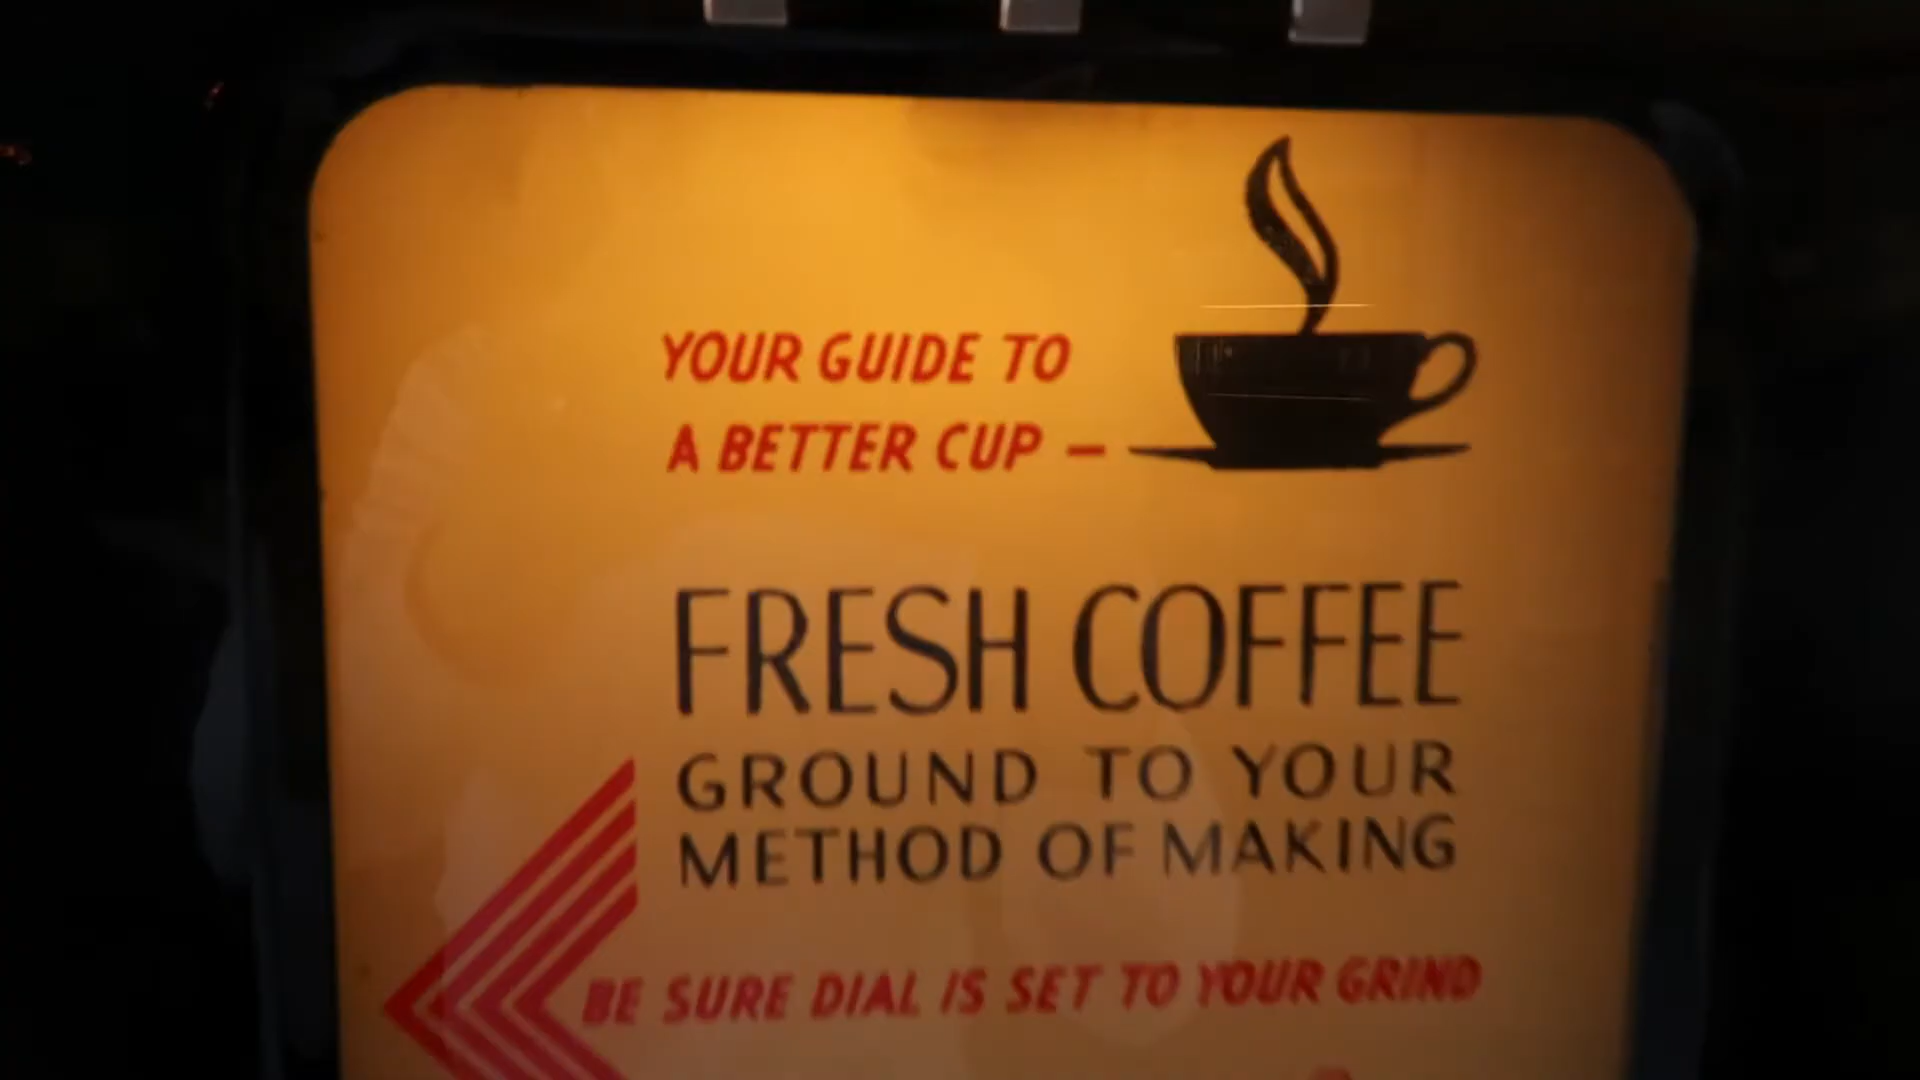 YOUR GUIDE TO
A BETTER CUP –
FRESH COFFEE
GROUND TO YOUR
METHOD OF MAKING
BE SURE DIAL IS SET TO YOUR GRIND